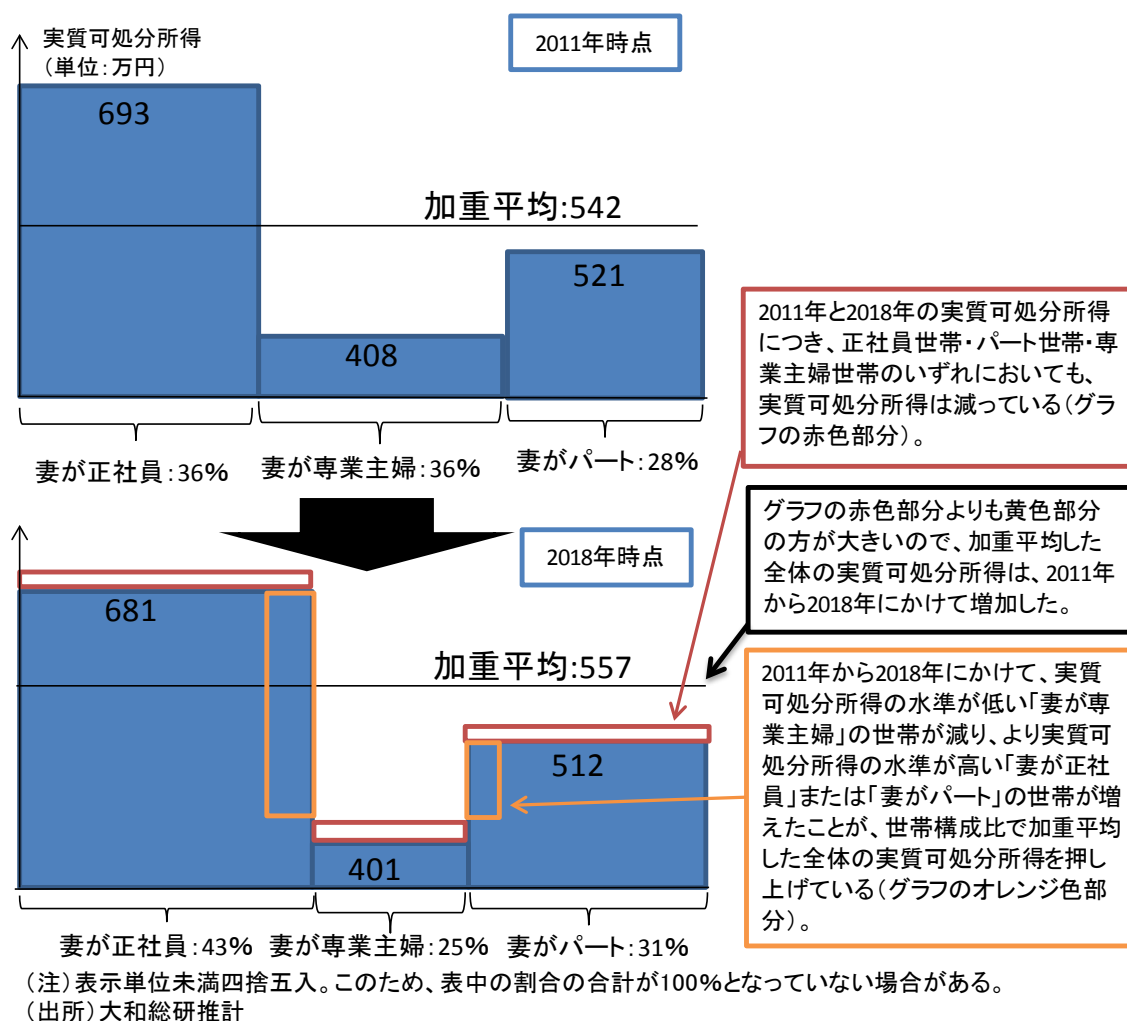 実質可処分所得
（単位：万円）
2011年時点
693
加重平均:542
521
408
妻が正社員：36%
妻が専業主婦：36%
妻がパート：28%
2011年と2018年の実質可処分所得
につき、正社員世帯・パート世帯・専
業主婦世帯のいずれにおいても、
実質可処分所得は減っている（グラ
フの赤色部分）。
2018年時点
681
加重平均:557
512
401
妻が正社員：43%
妻が専業主婦：25%
妻がパート：31%
グラフの赤色部分よりも黄色部分
の方が大きいので、加重平均した
全体の実質可処分所得は、2011年
から2018年にかけて増加した。
2011年から2018年にかけて、実質
可処分所得の水準が低い「妻が専
業主婦」の世帯が減り、より実質可
処分所得の水準が高い「妻が正社
員」または「妻がパート」の世帯が増
えたことが、世帯構成比で加重平均
した全体の実質可処分所得を押し
上げている（グラフのオレンジ色部
分）。
（注）表示単位未満四捨五入。このため、表中の割合の合計が100%となっていない場合がある。
（出所）大和総研推計